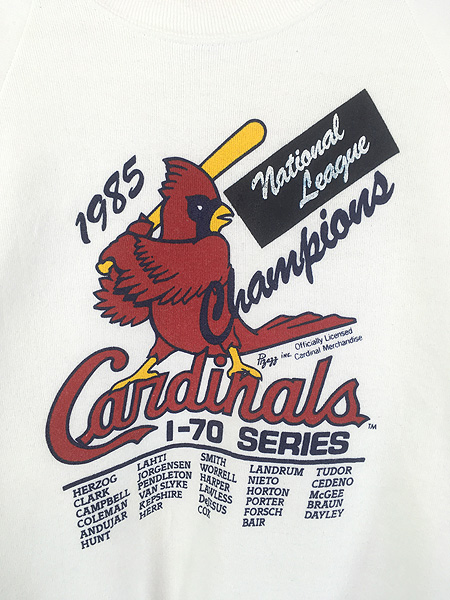 1985
National
League
Champions
Pizazz inc.
Officially Licensed
Cardinal Merchandise
Cardinals TM
I-70 SERIES
HERZOG
CLARK
CAMPBELL
COLEMAN
ANDUJAR
HUNT
LAHTI
JORGENSEN
PENDLETON
VAN SLYKE
KEPSHIRE
HERR
SMITH
WORRELL
HARPER
LAWLESS
DeJSUS
COX
LANDRUM
NIETO
HORTON
PORTER
FORSCH
BAIR
TUDOR
CEDENO
McGEE
BRAUN
DAYLEY